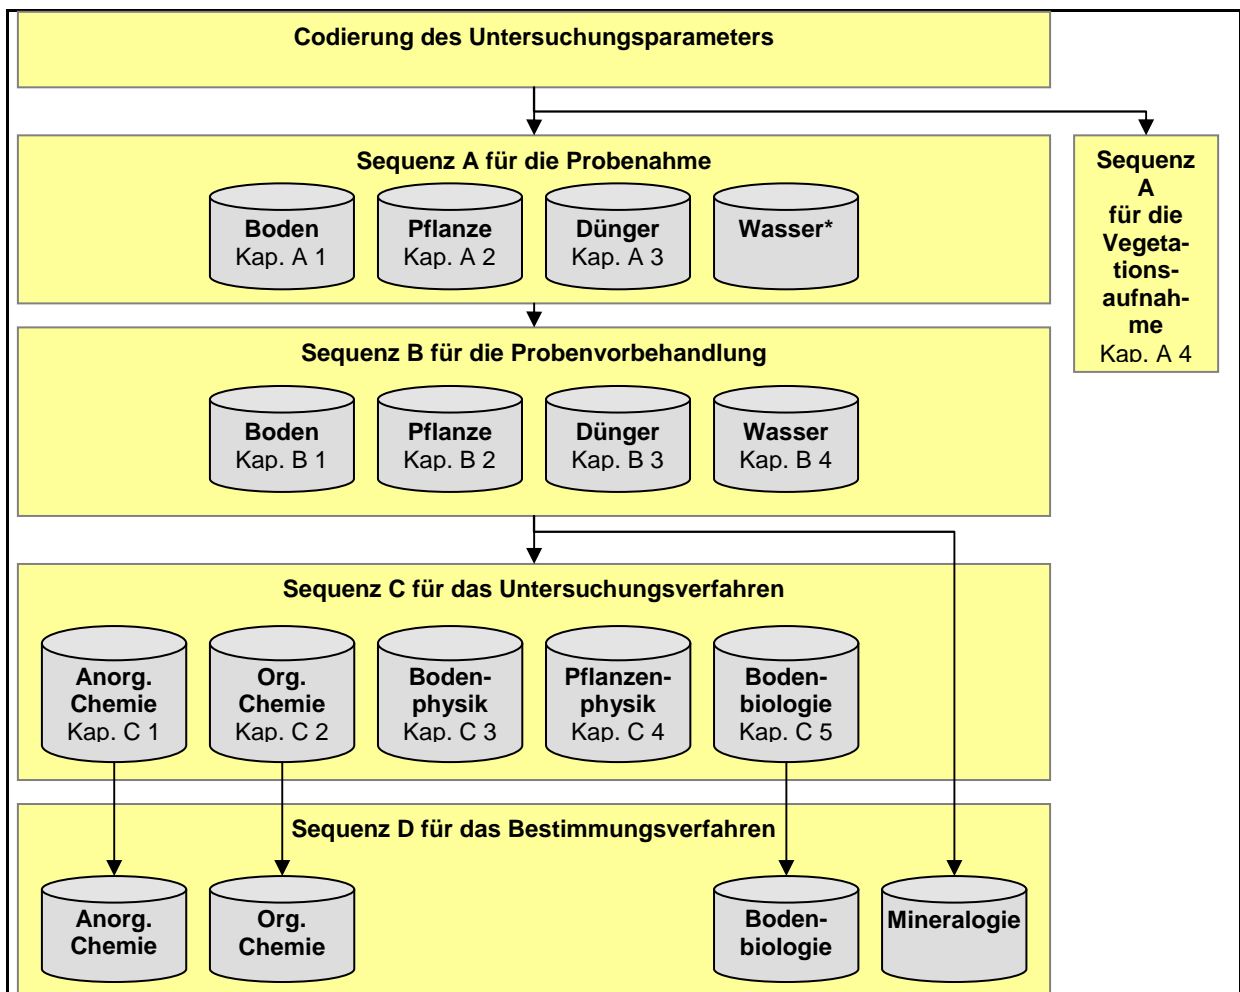 Codierung des Untersuchungsparameters
Sequenz A für die Probenahme
Boden
Kap. A 1
Pflanze
Kap. A 2
Dünger
Kap. A 3
Wasser*
Sequenz
A
für die
Vegeta-
tions-
aufnah-
me
Kap. A 4
Sequenz B für die Probenvorbehandlung
Boden
Kap. B 1
Pflanze
Kap. B 2
Dünger
Kap. B 3
Wasser
Kap. B 4
Sequenz C für das Untersuchungsverfahren
Anorg.
Chemie
Kap. C 1
Org.
Chemie
Kap. C 2
Boden-
physik
Kap. C 3
Pflanzen-
physik
Kap. C 4
Boden-
biologie
Kap. C 5
Sequenz D für das Bestimmungsverfahren
Anorg.
Chemie
Org.
Chemie
Boden-
biologie
Mineralogie